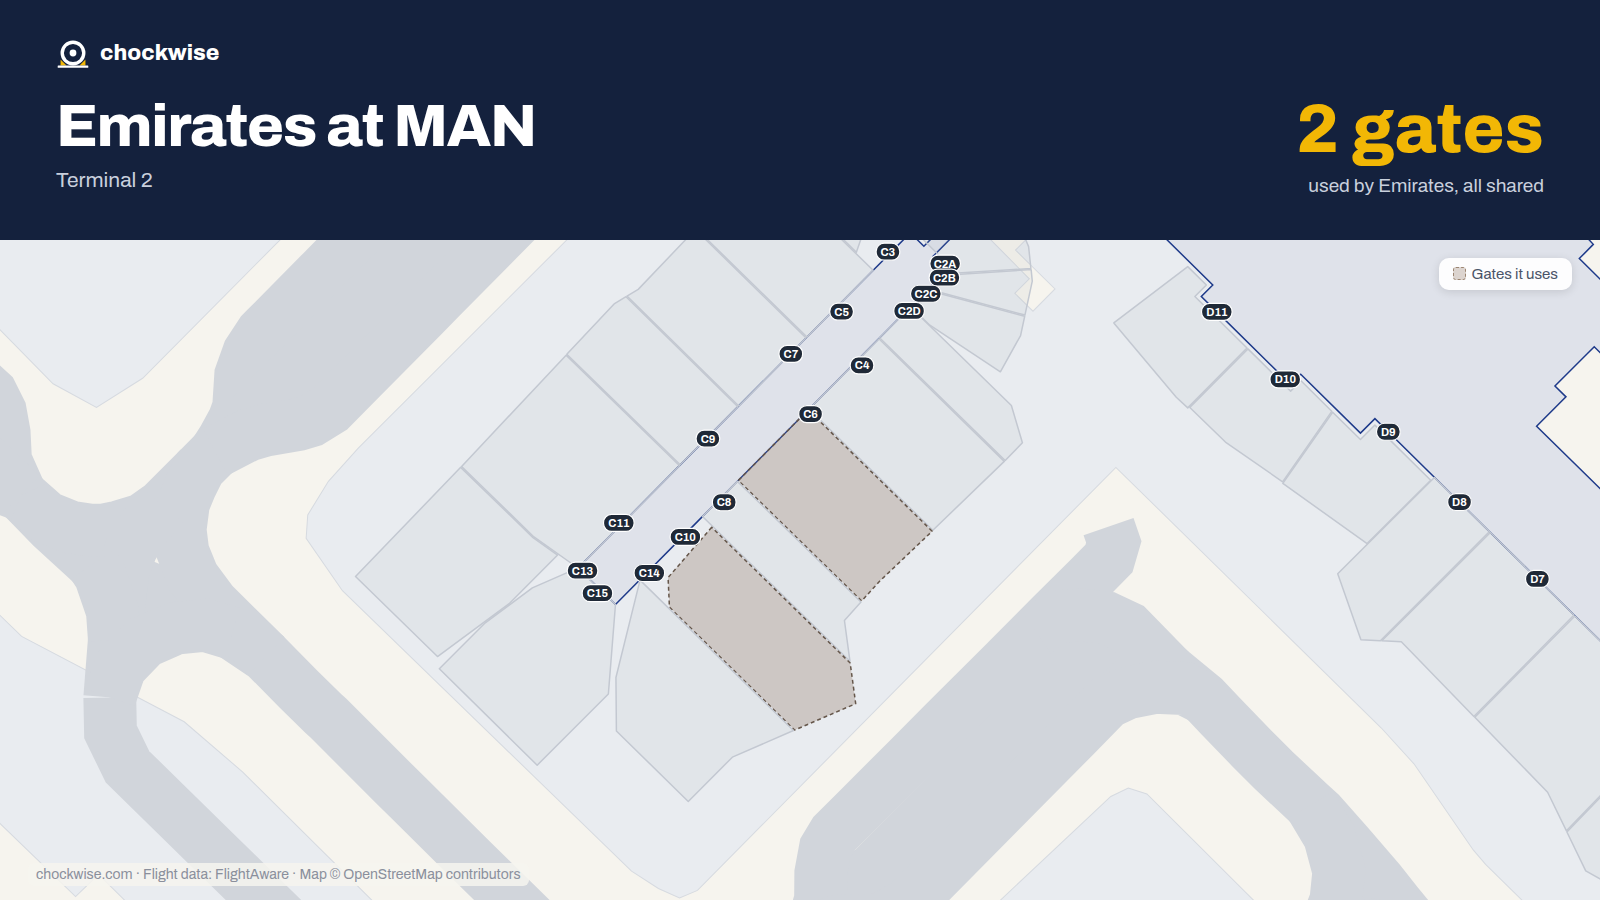 chockwise
Emirates at MAN
Terminal 2
2 gates
used by Emirates, all shared
Gates it uses
C3
C2A
C2B
C2C
C2D
C5
C7
C4
C6
C9
C8
C11
C10
C13
C14
C15
D11
D10
D9
D8
D7
chockwise.com · Flight data: FlightAware · Map © OpenStreetMap contributors